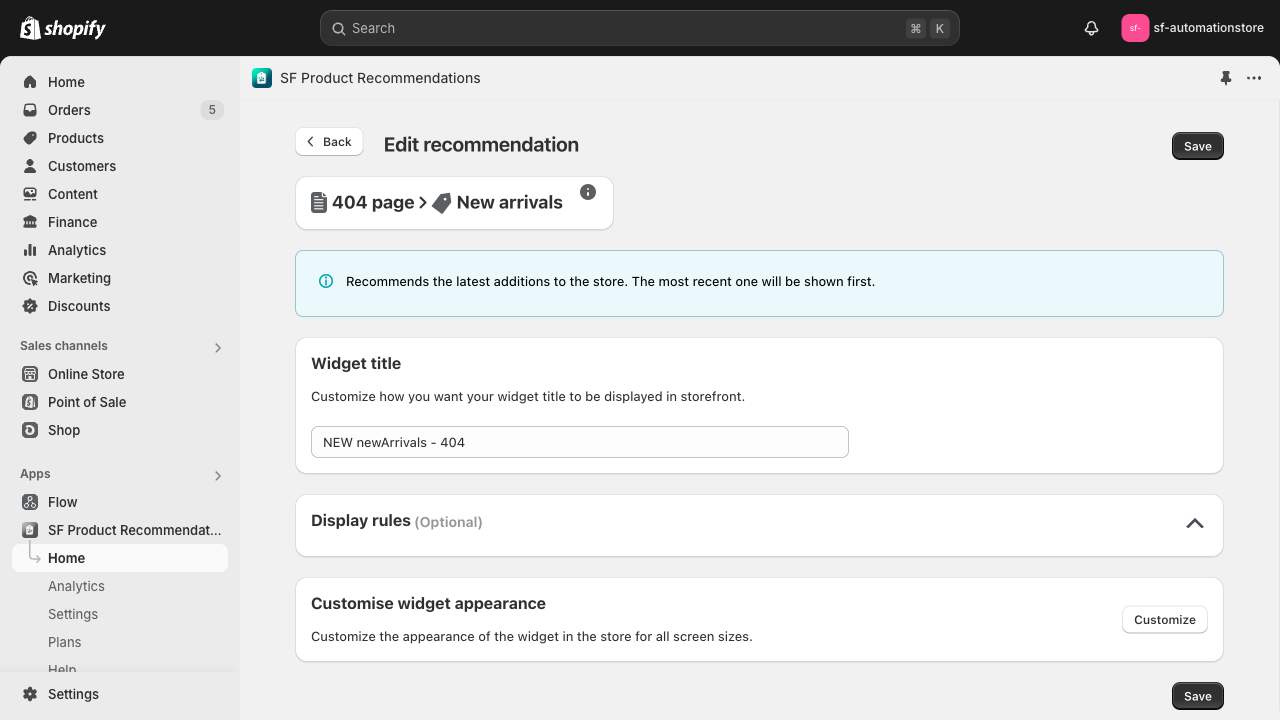 shopify
Search
⌘ K
sf-
sf-automationstore
Home
Orders 5
Products
Customers
Content
Finance
Analytics
Marketing
Discounts
Sales channels
Online Store
Point of Sale
Shop
Apps
Flow
SF Product Recommendat...
Home
Analytics
Settings
Plans
Help
Settings
SF Product Recommendations
Back
Edit recommendation
Save
404 page > New arrivals
Recommends the latest additions to the store. The most recent one will be shown first.
Widget title
Customize how you want your widget title to be displayed in storefront.
NEW newArrivals - 404
Display rules (Optional)
Customise widget appearance
Customize the appearance of the widget in the store for all screen sizes.
Customize
Save